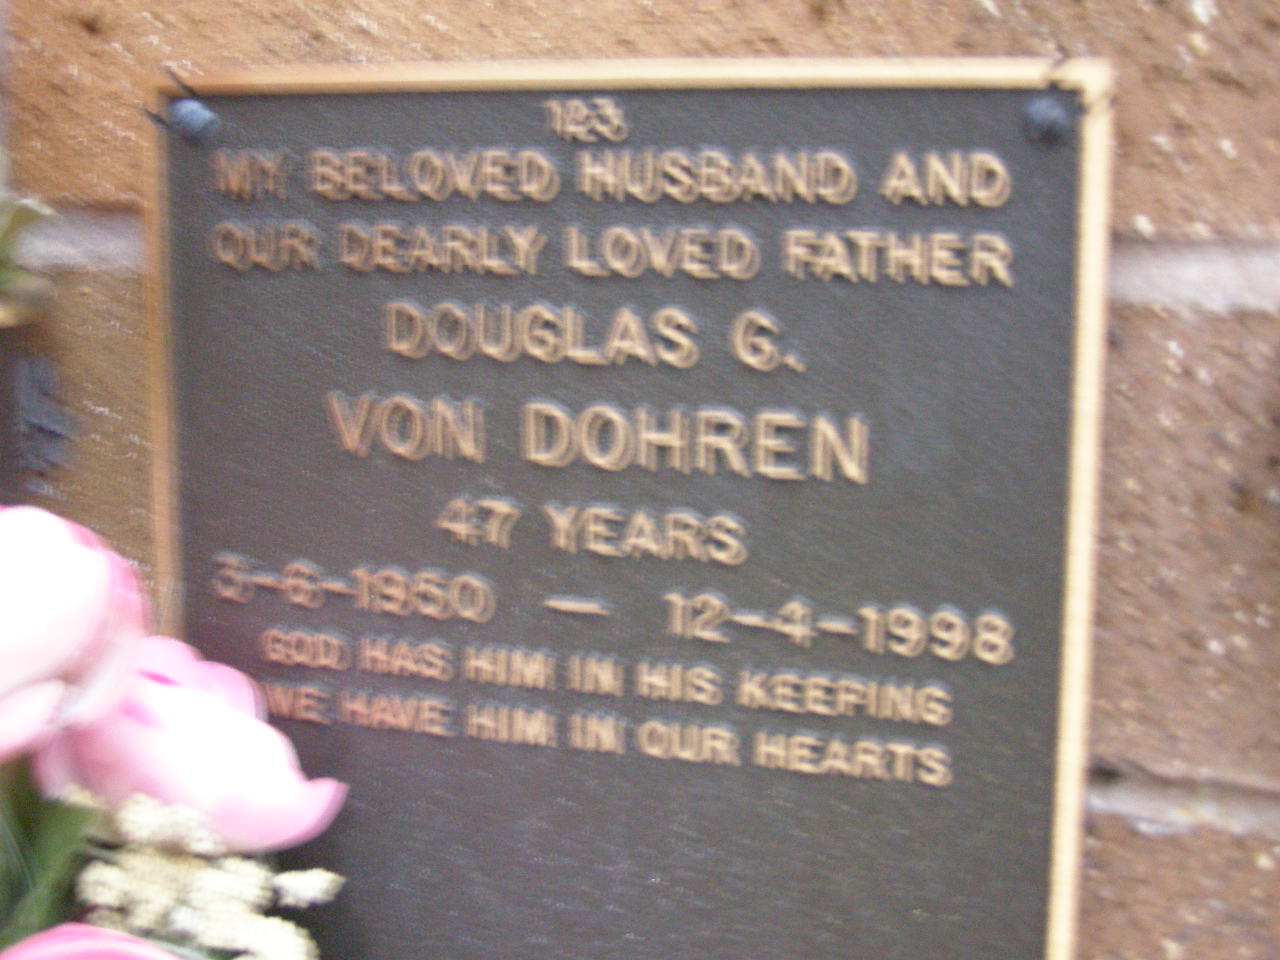 123
MY BELOVED HUSBAND AND
OUR DEARLY LOVED FATHER
DOUGLAS G.
VON DOHREN
47 YEARS
3-6-1950 — 12-4-1998
GOD HAS HIM IN HIS KEEPING
WE HAVE HIM IN OUR HEARTS